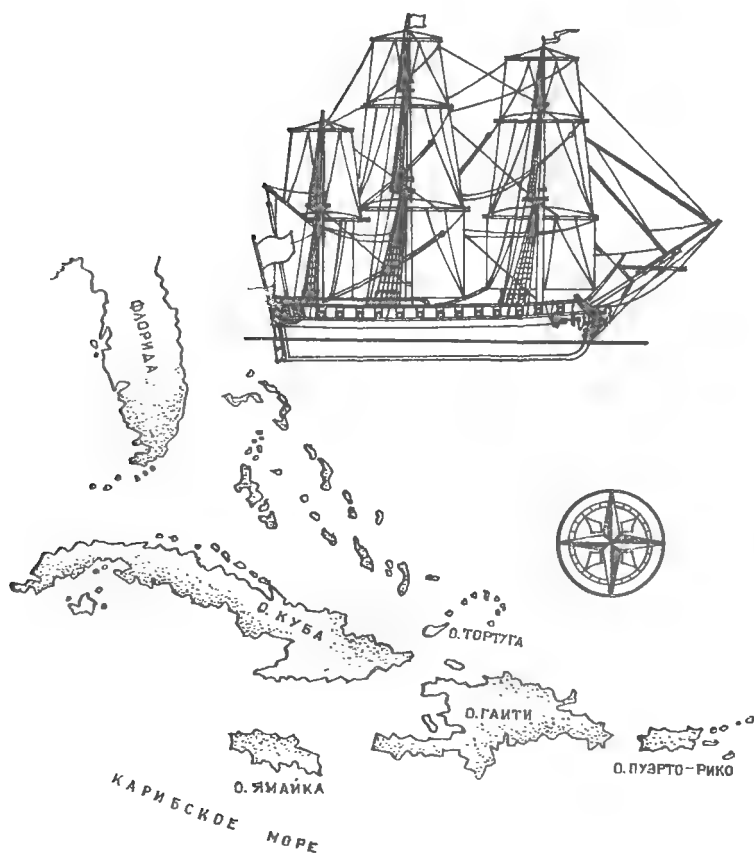 ФЛОРИДА
О. КУБА
О. ТОРТУГА
О. ГАИТИ
О. ПУЭРТО-РИКО
О. ЯМАЙКА
КАРИБСКОЕ МОРЕ